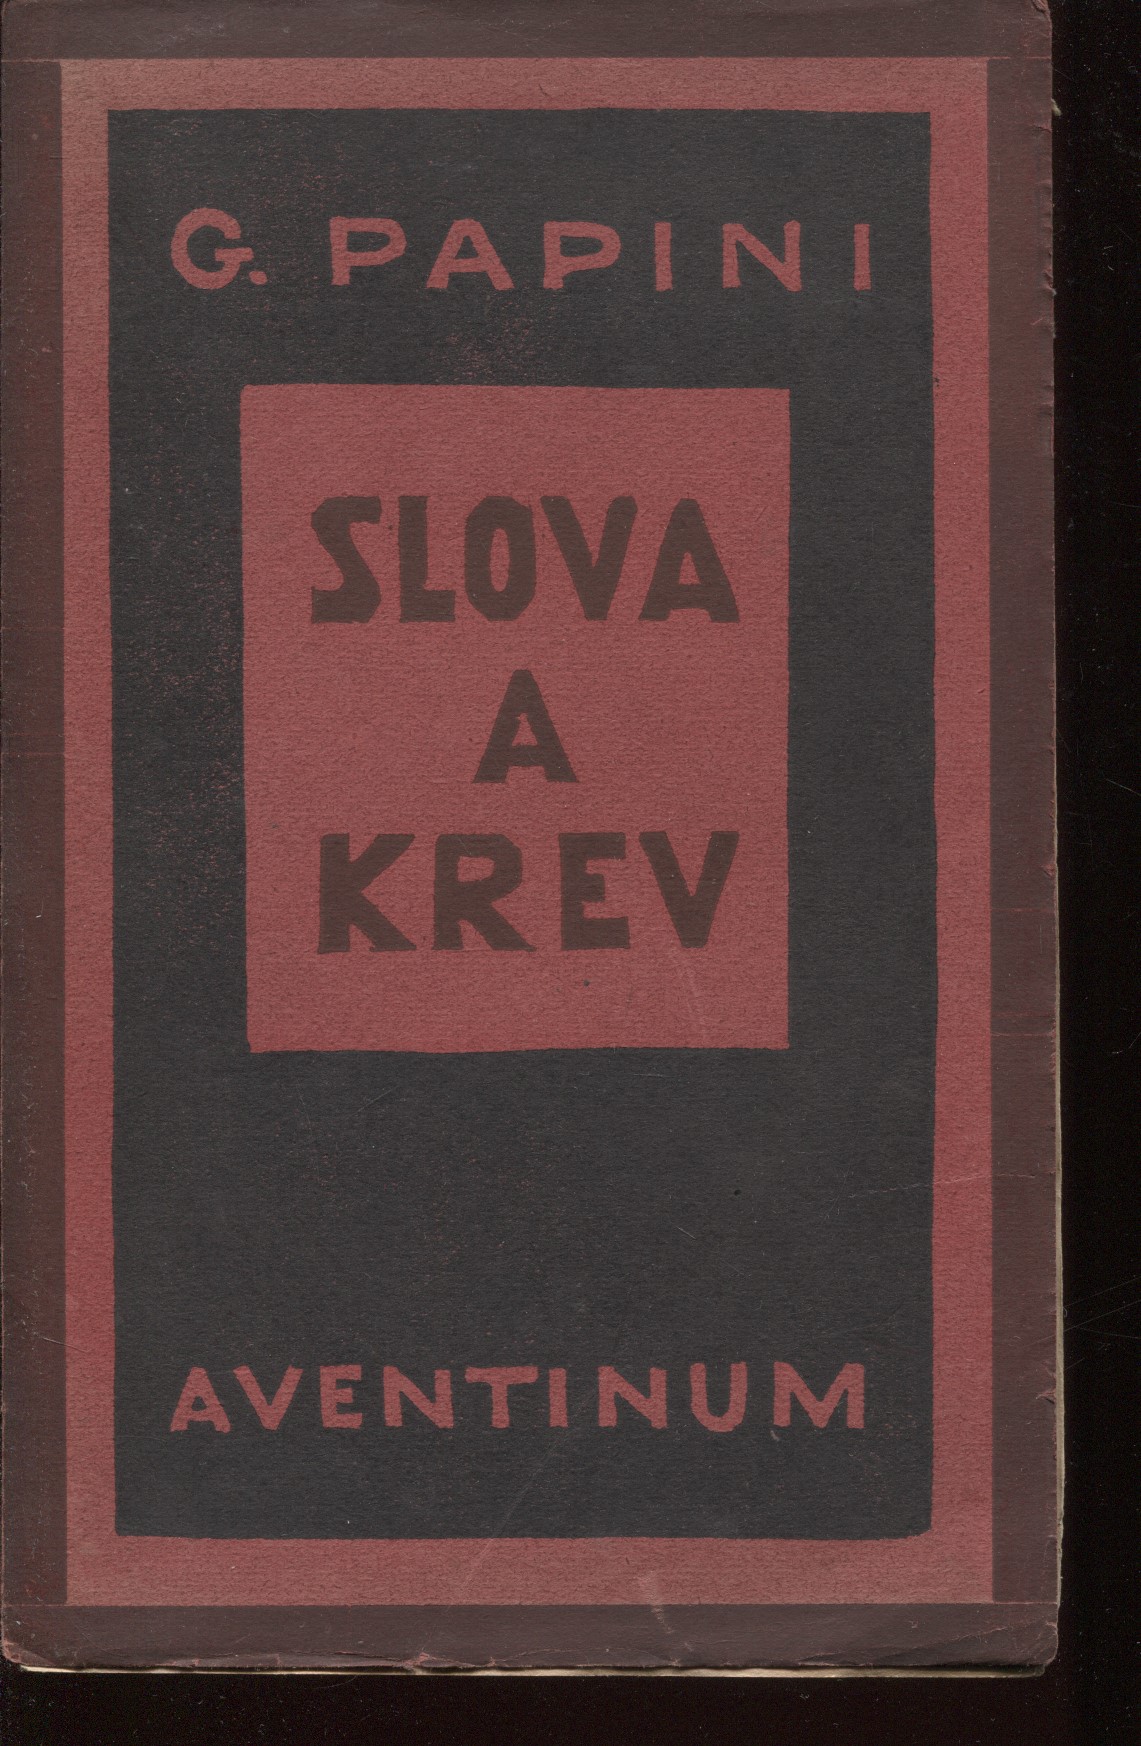 G. PAPINI
SLOVA
A
KREV
AVENTINUM